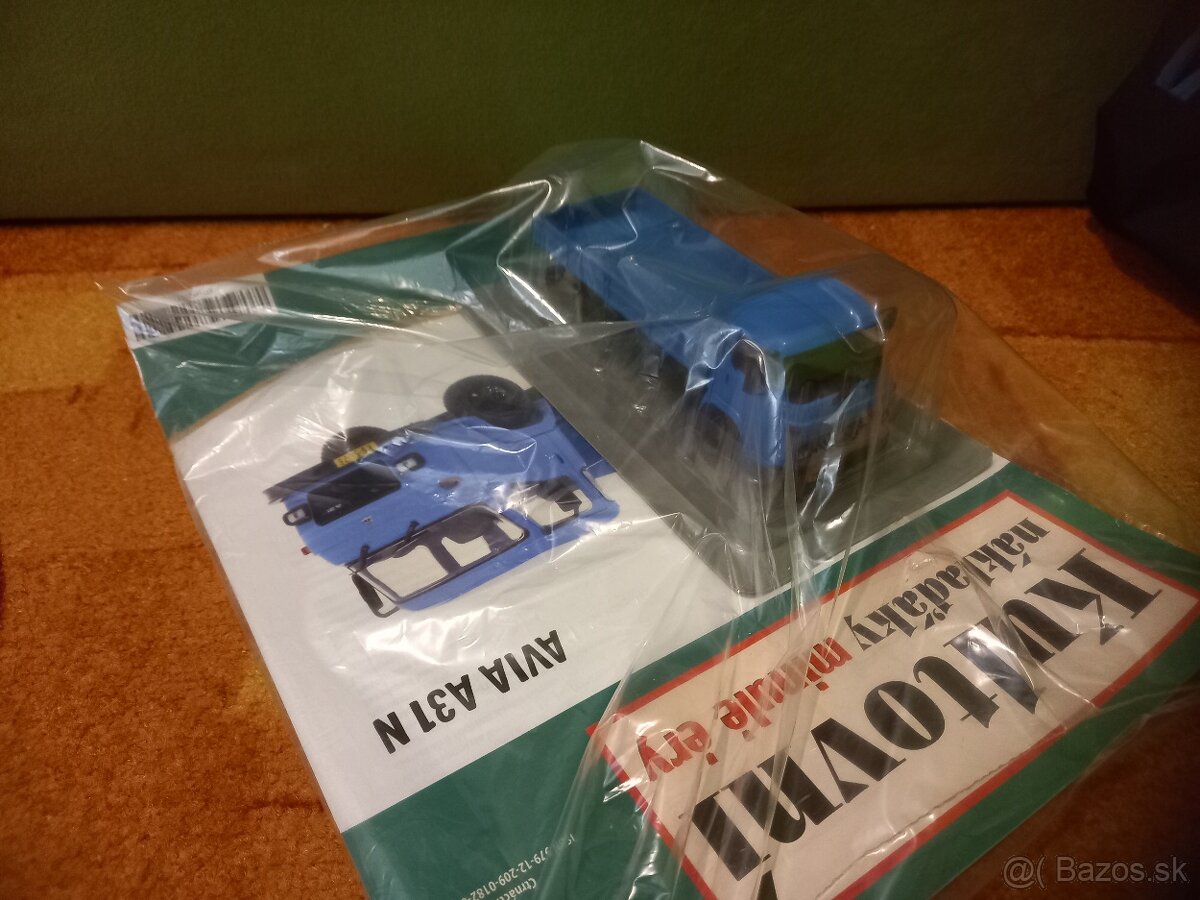 Kultovní
náklaďáky minulé éry
AVIA A31 N
@( Bazos.sk